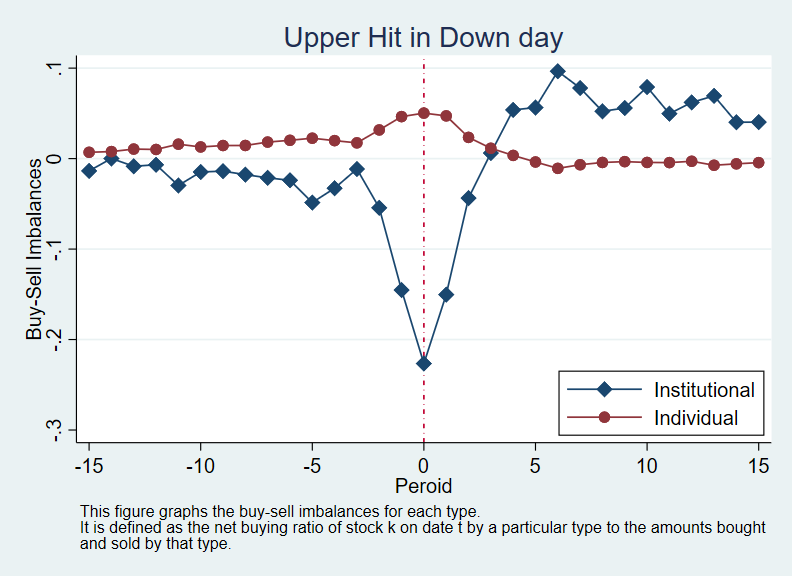 Upper Hit in Down day
Buy-Sell Imbalances
.1
0
-.1
-.2
-.3
Institutional
Individual
-15 -10 -5 0 5 10 15
Peroid
This figure graphs the buy-sell imbalances for each type.
It is defined as the net buying ratio of stock k on date t by a particular type to the amounts bought
and sold by that type.